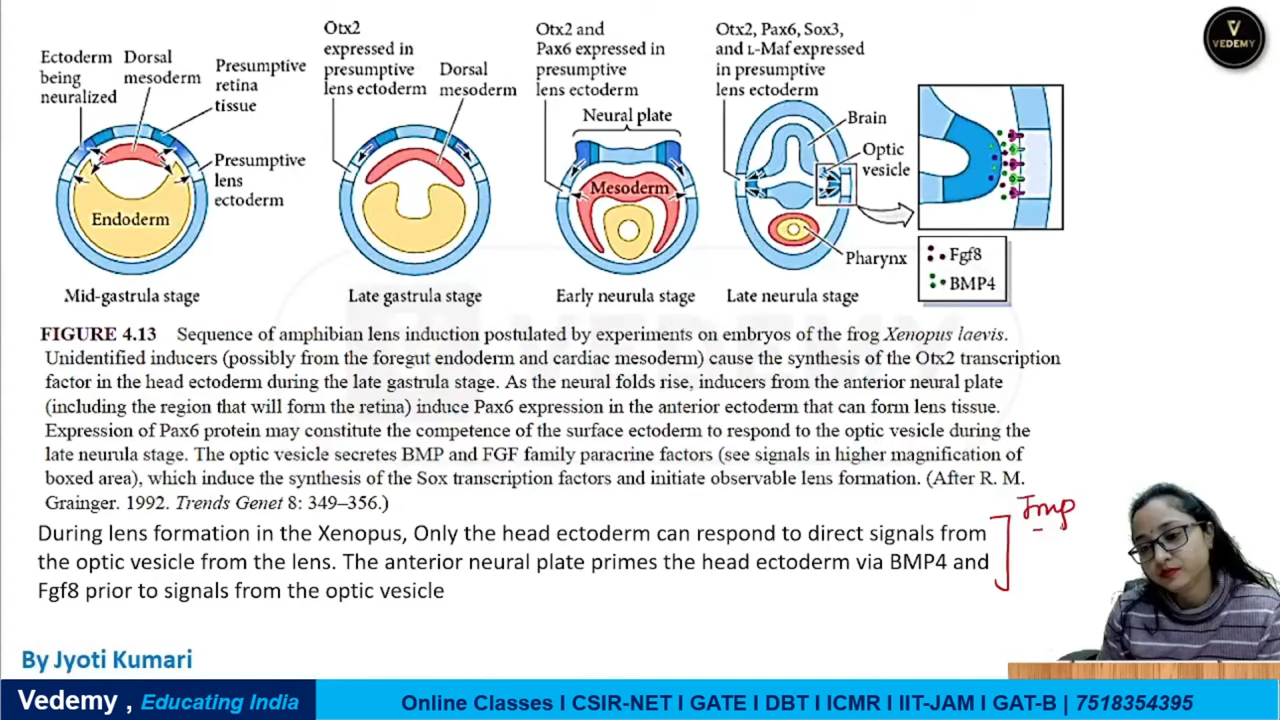 Otx2
expressed in
presumptive
lens ectoderm
Otx2 and
Pax6 expressed in
presumptive
lens ectoderm
Otx2, Pax6, Sox3,
and L-Maf expressed
in presumptive
lens ectoderm
VEDEMY
Ectoderm
being
neuralized
Dorsal
mesoderm
Presumptive
retina
tissue
Dorsal
mesoderm
Neural plate
Brain
Optic
vesicle
Presumptive
lens
ectoderm
Endoderm
Mesoderm
Pharynx
Fgf8
BMP4
Mid-gastrula stage
Late gastrula stage
Early neurula stage
Late neurula stage
FIGURE 4.13 Sequence of amphibian lens induction postulated by experiments on embryos of the frog Xenopus laevis.
Unidentified inducers (possibly from the foregut endoderm and cardiac mesoderm) cause the synthesis of the Otx2 transcription
factor in the head ectoderm during the late gastrula stage. As the neural folds rise, inducers from the anterior neural plate
(including the region that will form the retina) induce Pax6 expression in the anterior ectoderm that can form lens tissue.
Expression of Pax6 protein may constitute the competence of the surface ectoderm to respond to the optic vesicle during the
late neurula stage. The optic vesicle secretes BMP and FGF family paracrine factors (see signals in higher magnification of
boxed area), which induce the synthesis of the Sox transcription factors and initiate observable lens formation. (After R. M.
Grainger. 1992. Trends Genet 8: 349–356.)
During lens formation in the Xenopus, Only the head ectoderm can respond to direct signals from
the optic vesicle from the lens. The anterior neural plate primes the head ectoderm via BMP4 and
Fgf8 prior to signals from the optic vesicle
Imp
By Jyoti Kumari
Vedemy , Educating India
Online Classes I CSIR-NET I GATE I DBT I ICMR I IIT-JAM I GAT-B | 7518354395